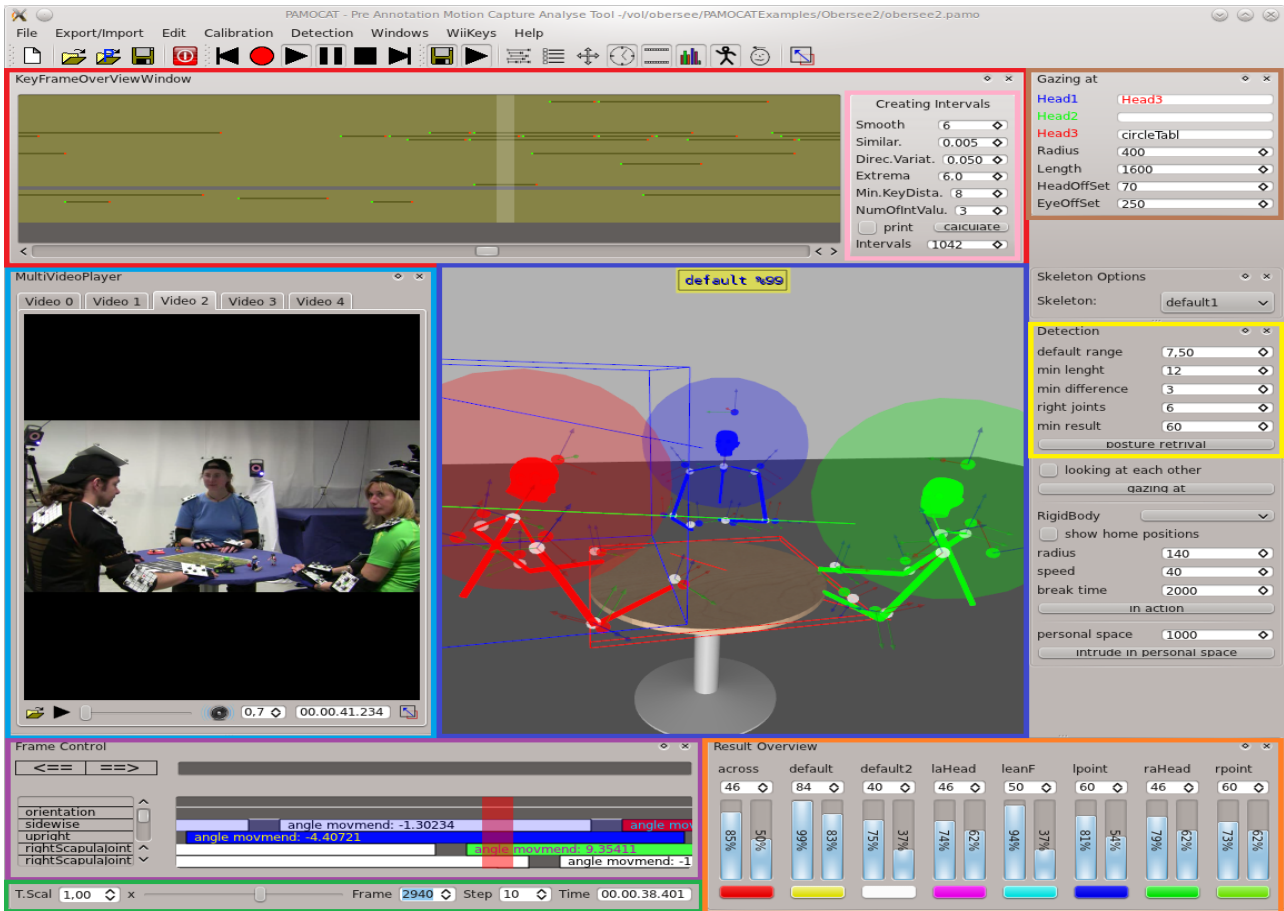 PAMOCAT - Pre Annotation Motion Capture Analyse Tool -/vol/obersee/PAMOCATExamples/Obersee2/obersee2.pamo
File Export/Import Edit Calibration Detection Windows WiiKeys Help
KeyFrameOverViewWindow
Creating Intervals
Smooth 6
Similar. 0.005
Direc.Variat. 0.050
Extrema 6.0
Min.KeyDista. 8
NumOfIntValu. 3
print calculate
Intervals 1042
Gazing at
Head1 Head3
Head2
Head3 circleTabl
Radius 400
Length 1600
HeadOffSet 70
EyeOffSet 250
MultiVideoPlayer
Video 0 Video 1 Video 2 Video 3 Video 4
0,7 00.00.41.234
default %99
Skeleton Options
Skeleton: default1
Detection
default range 7,50
min lenght 12
min difference 3
right joints 6
min result 60
posture retrival
looking at each other
gazing at
RigidBody
show home positions
radius 140
speed 40
break time 2000
in action
personal space 1000
intrude in personal space
Frame Control
<== ==>
orientation
sidewise angle movmend: -1.30234 angle mov
upright angle movmend: -4.40721
rightScapulaJoint angle movmend: 9.35411
rightScapulaJoint angle movmend: -1
T.Scal 1,00 x Frame 2940 Step 10 Time 00.00.38.401
Result Overview
across default default2 laHead leanF lpoint raHead rpoint
46 84 40 46 50 60 46 60
85% 50% 99% 83% 75% 37% 74% 62% 94% 37% 81% 54% 79% 62% 73% 62%